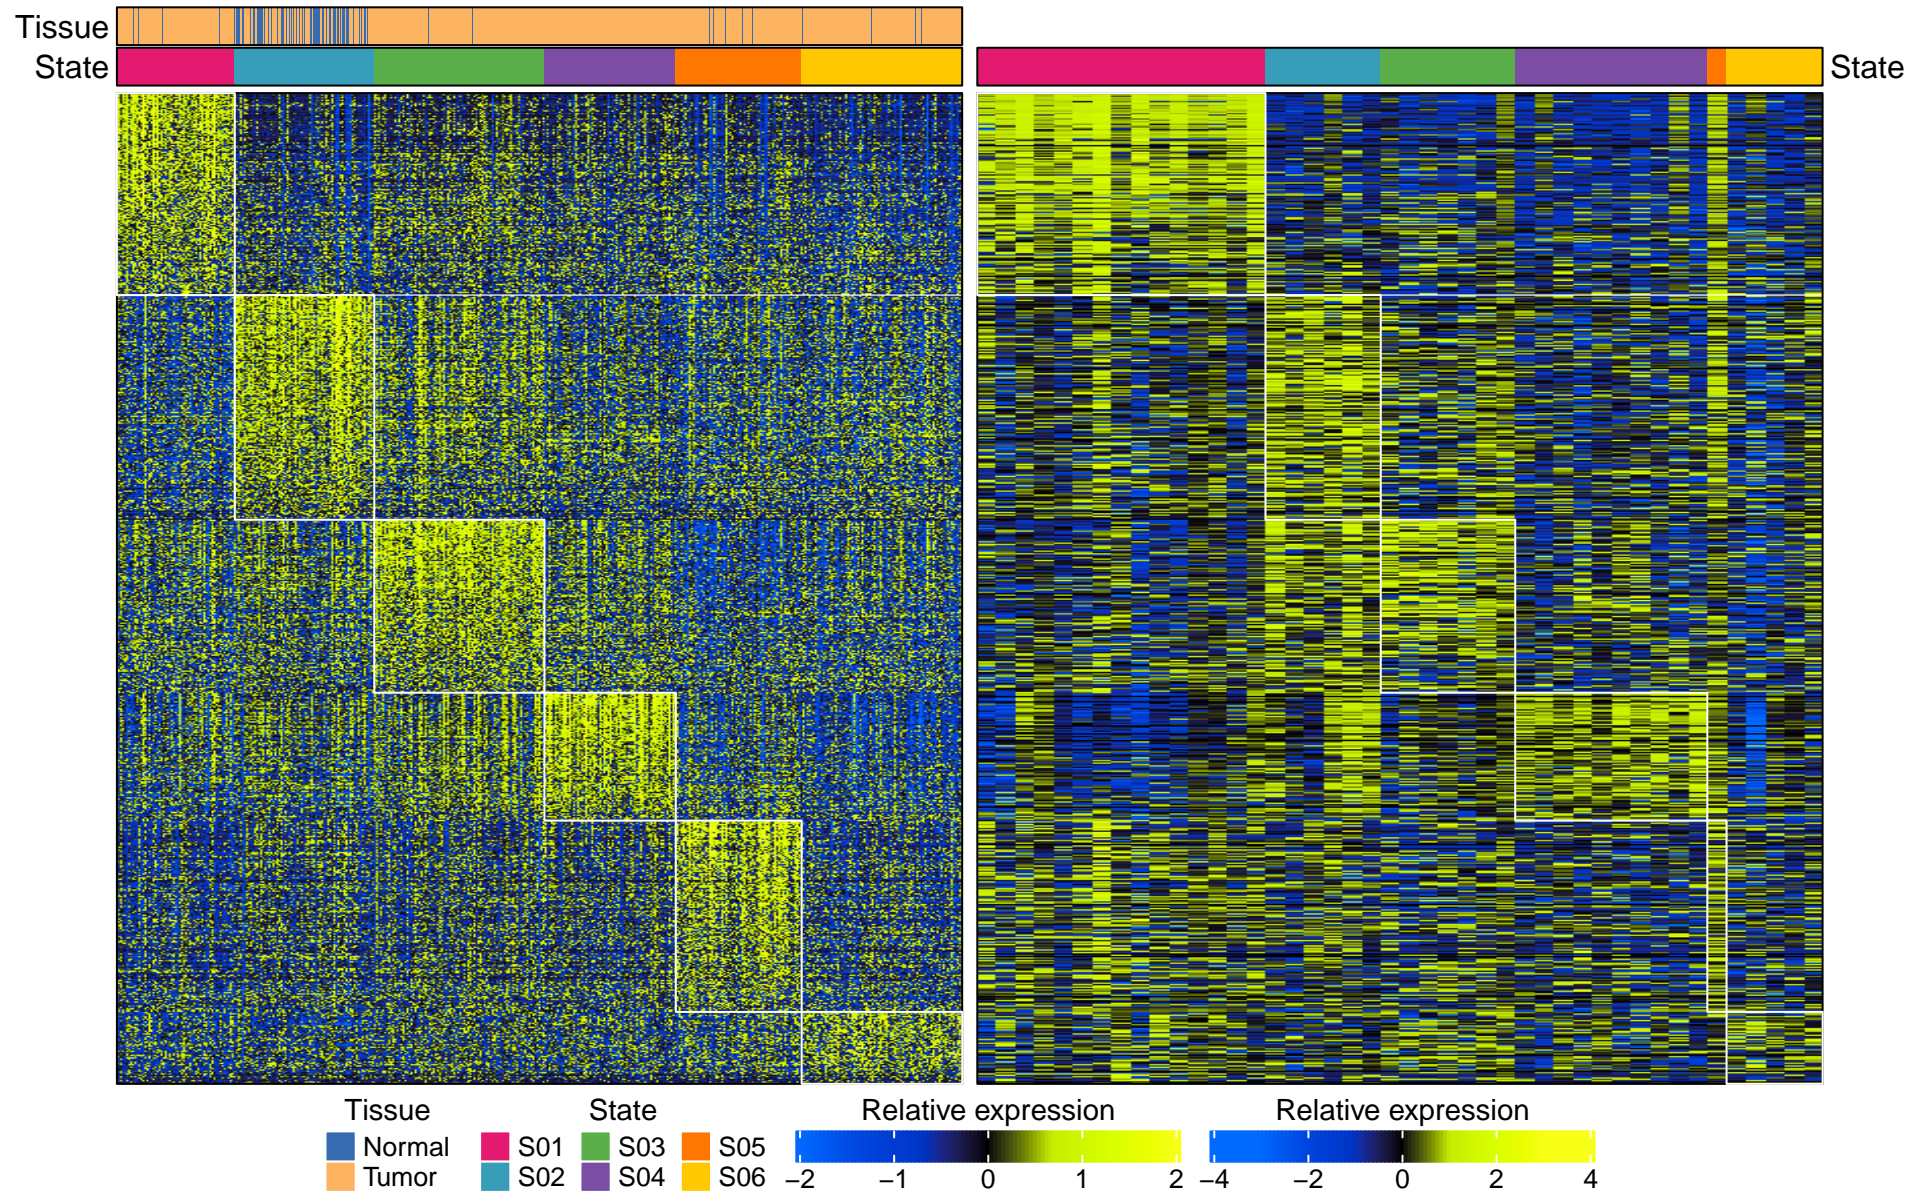 Tissue
State
State
Tissue State Relative expression Relative expression
Normal S01 S03 S05
Tumor S02 S04 S06
−2 −1 0 1 2 −4 −2 0 2 4